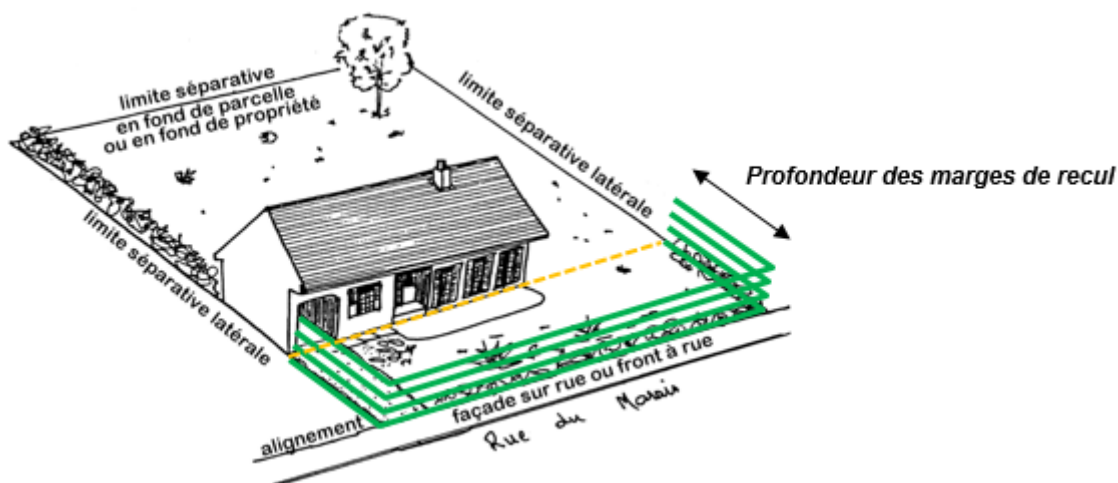 limite séparative
en fond de parcelle
ou en fond de propriété
limite séparative latérale
Profondeur des marges de recul
limite séparative latérale
façade sur rue ou front à rue
alignement
Rue du Marais